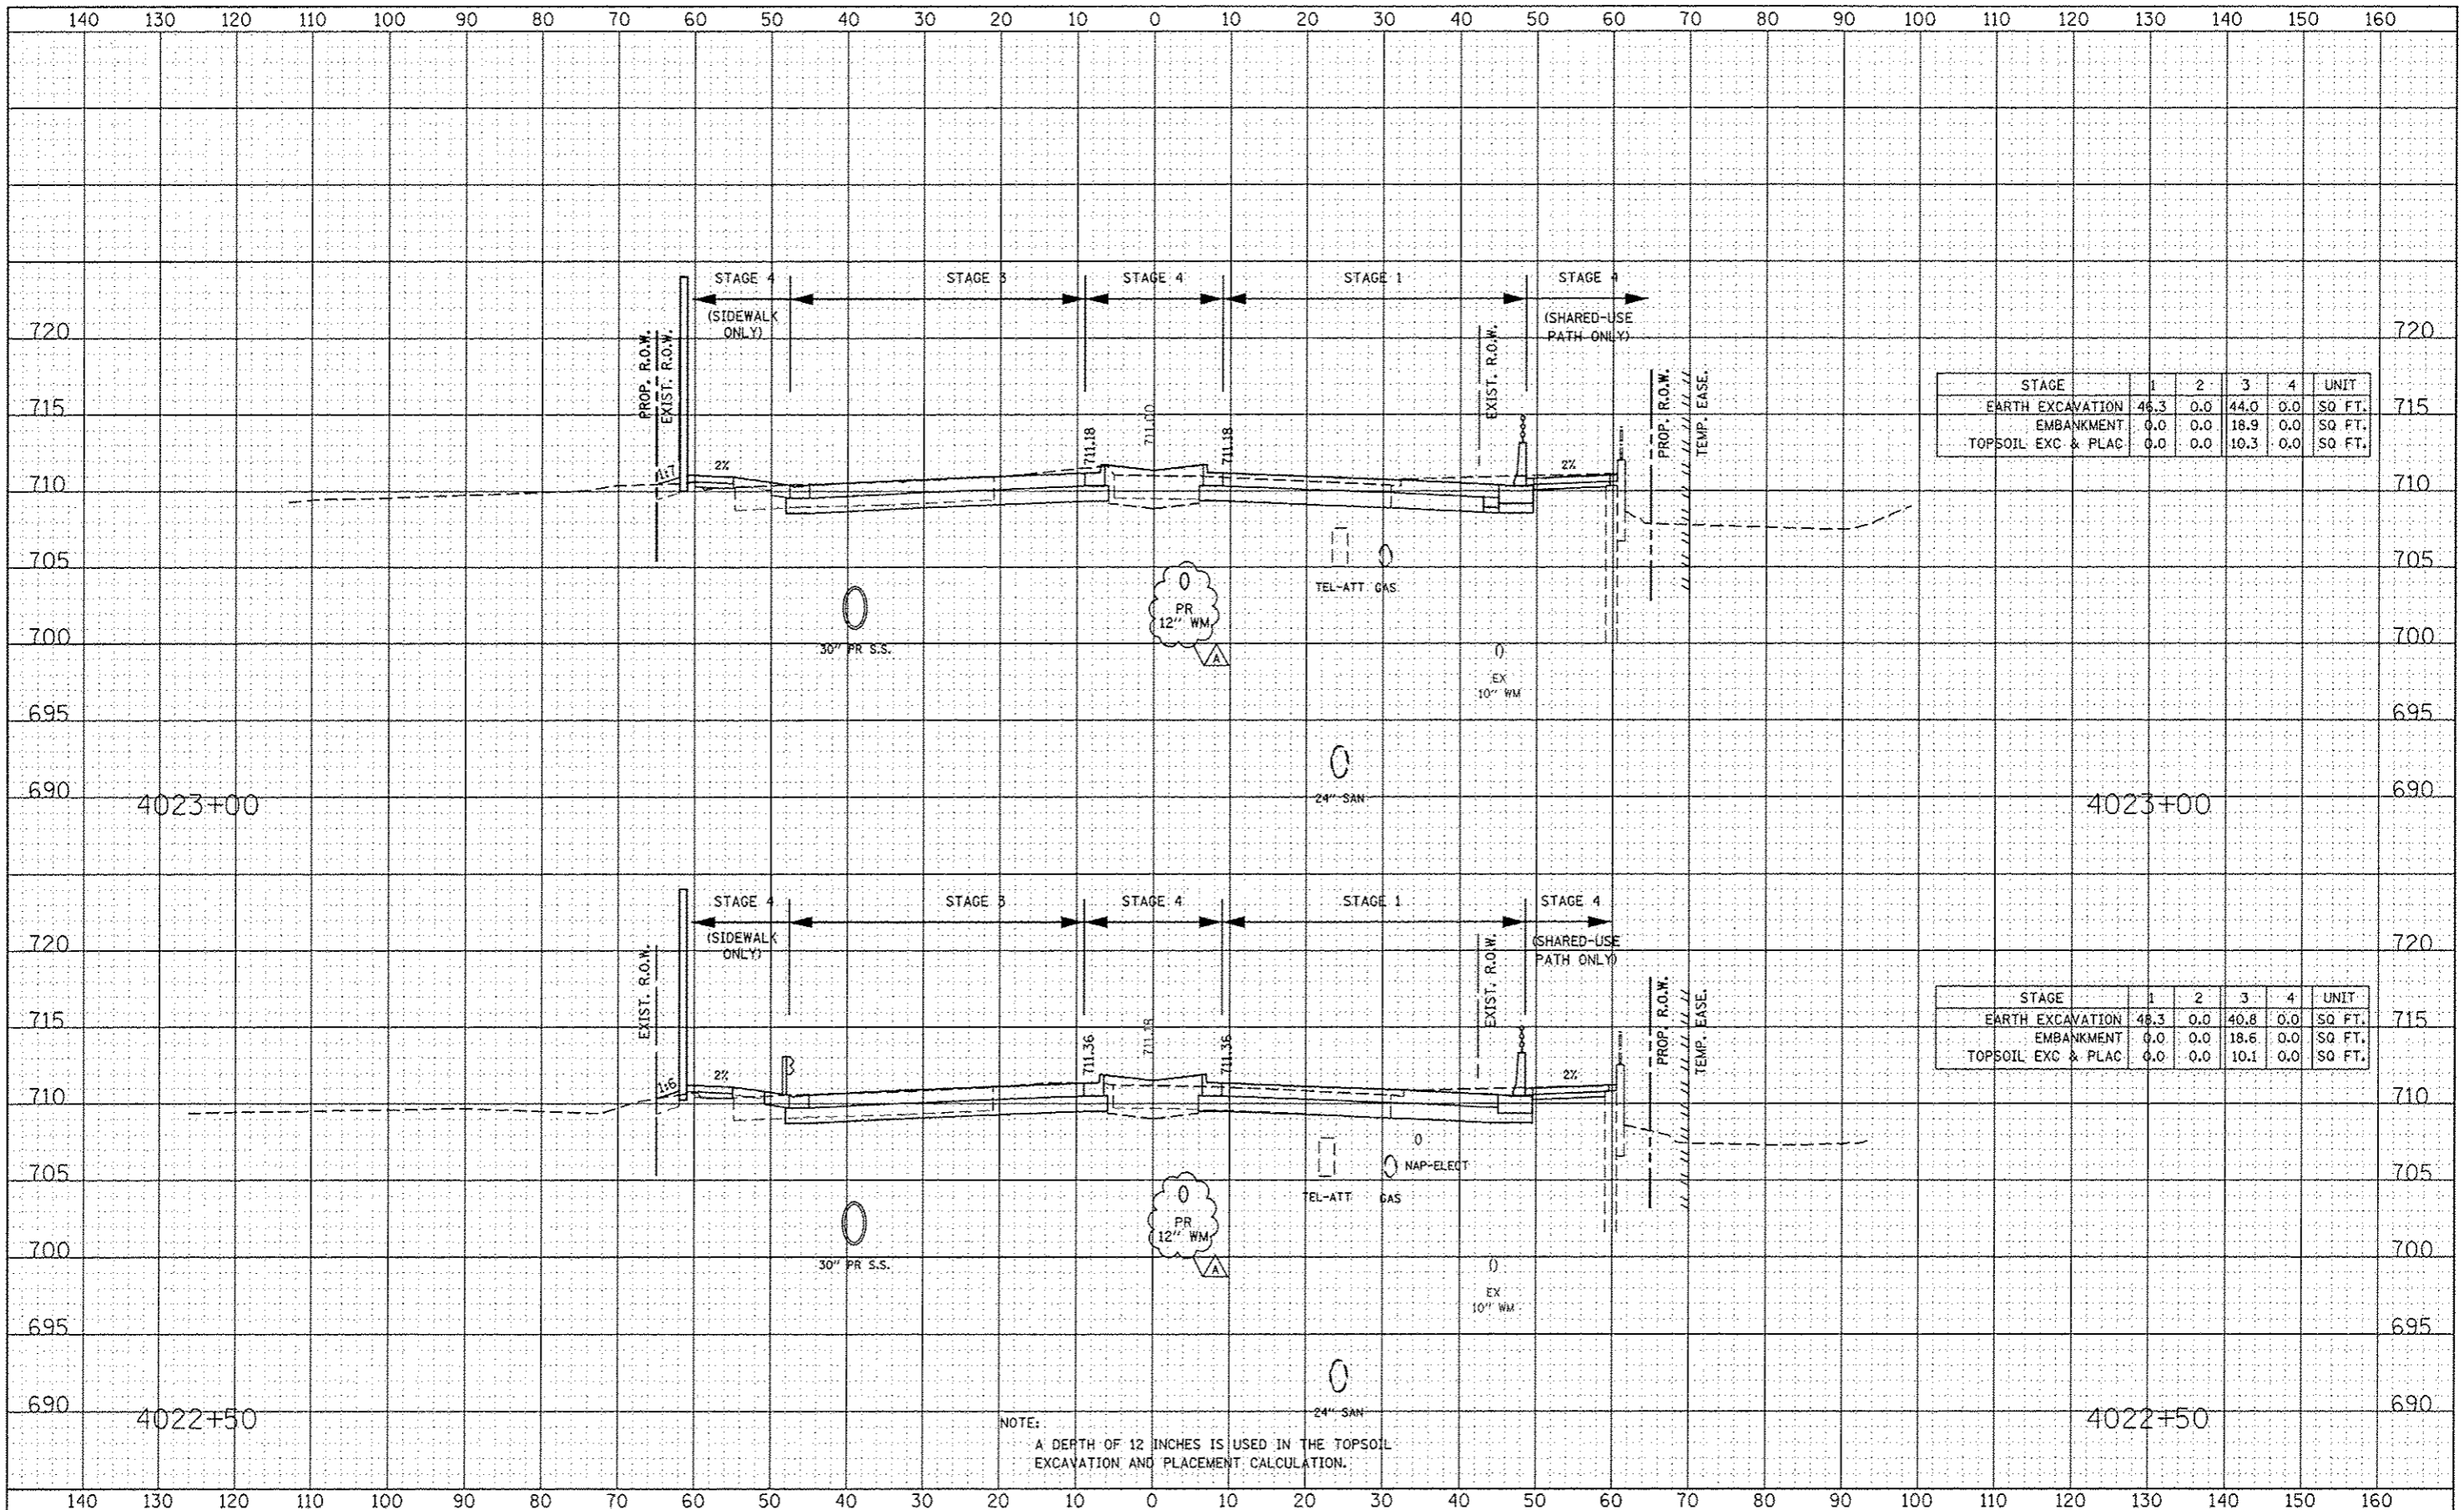 140 130 120 110 100 90 80 70 60 50 40 30 20 10 0 10 20 30 40 50 60 70 80 90 100 110 120 130 140 150 160
STAGE 4 STAGE 3 STAGE 4 STAGE 1 STAGE 4
(SIDEWALK
ONLY)
(SHARED-USE
PATH ONLY)
720 720
PROP. R.O.W.
EXIST. R.O.W.
EXIST. R.O.W.
PROP. R.O.W.
TEMP. EASE.
STAGE 1 2 3 4 UNIT
EARTH EXCAVATION 46.3 0.0 44.0 0.0 SQ FT.
EMBANKMENT 0.0 0.0 18.9 0.0 SQ FT.
TOPSOIL EXC & PLAC 0.0 0.0 10.3 0.0 SQ FT.
715 715
711.18 711.00 711.18
1:7 2% 2%
710 710
705 705
TEL-ATT GAS
PR
12" WM
A
700 700
30" PR S.S.
EX
10" WM
695 695
24" SAN
690 690
4023+00 4023+00
STAGE 4 STAGE 3 STAGE 4 STAGE 1 STAGE 4
(SIDEWALK
ONLY)
(SHARED-USE
PATH ONLY)
720 720
EXIST. R.O.W.
EXIST. R.O.W.
PROP. R.O.W.
TEMP. EASE.
STAGE 1 2 3 4 UNIT
EARTH EXCAVATION 48.3 0.0 40.8 0.0 SQ FT.
EMBANKMENT 0.0 0.0 18.6 0.0 SQ FT.
TOPSOIL EXC & PLAC 0.0 0.0 10.1 0.0 SQ FT.
715 715
711.36 711.18 711.36
1:6 2% 2%
710 710
NAP-ELECT
705 705
TEL-ATT GAS
PR
12" WM
A
700 700
30" PR S.S.
EX
10" WM
695 695
24" SAN
690 690
4022+50 4022+50
NOTE:
A DEPTH OF 12 INCHES IS USED IN THE TOPSOIL
EXCAVATION AND PLACEMENT CALCULATION.
140 130 120 110 100 90 80 70 60 50 40 30 20 10 0 10 20 30 40 50 60 70 80 90 100 110 120 130 140 150 160